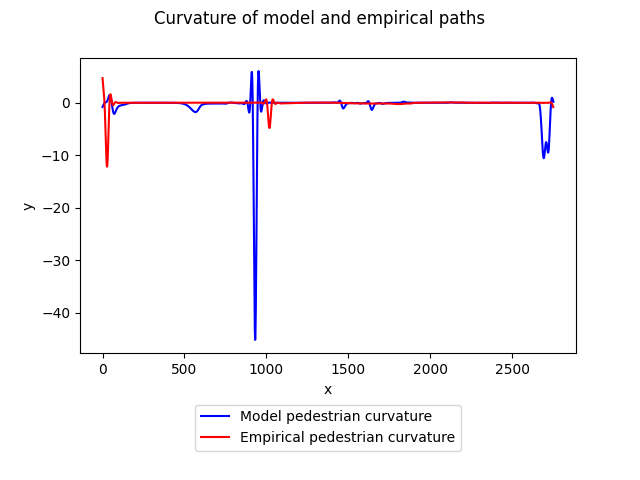 Curvature of model and empirical paths
y
0
−10
−20
−30
−40
0 500 1000 1500 2000 2500
x
Model pedestrian curvature
Empirical pedestrian curvature